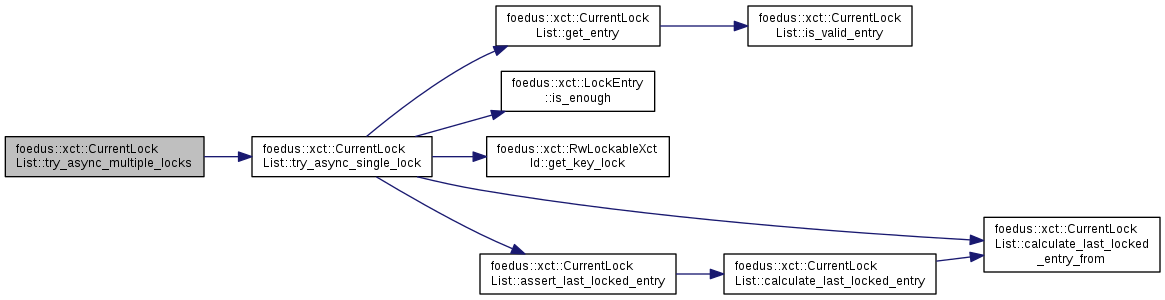 foedus::xct::CurrentLock
List::try_async_multiple_locks
foedus::xct::CurrentLock
List::try_async_single_lock
foedus::xct::CurrentLock
List::get_entry
foedus::xct::CurrentLock
List::is_valid_entry
foedus::xct::LockEntry
::is_enough
foedus::xct::RwLockableXct
Id::get_key_lock
foedus::xct::CurrentLock
List::assert_last_locked_entry
foedus::xct::CurrentLock
List::calculate_last_locked_entry
foedus::xct::CurrentLock
List::calculate_last_locked
_entry_from